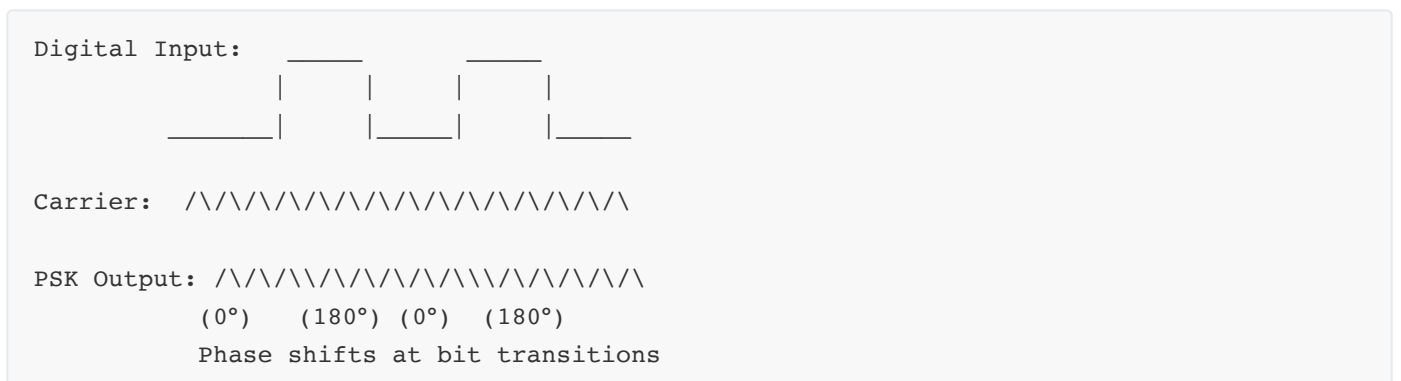 Digital Input:   _____       _____
                |     |     |     |
         _______|     |_____|     |_____
Carrier:  /\/\/\/\/\/\/\/\/\/\/\/\/\/\/\
PSK Output: /\/\/\\/\/\/\/\/\/\\\/\/\/\/\/\
           (0°)   (180°) (0°)  (180°)
           Phase shifts at bit transitions